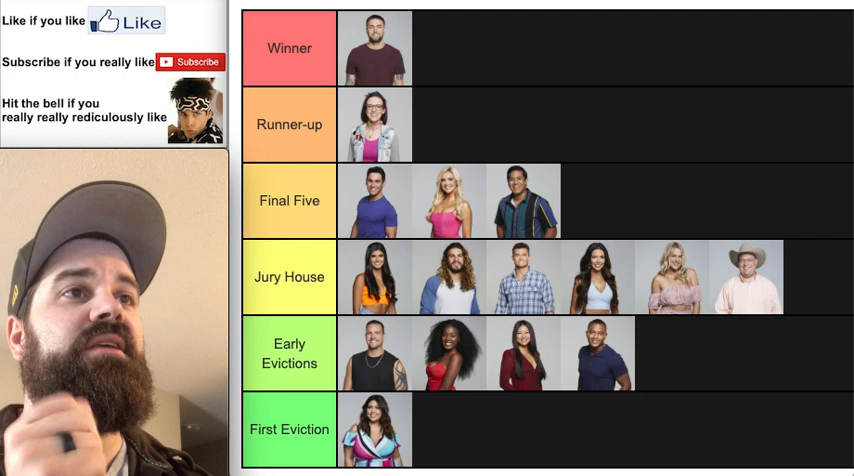 Like if you like Like
Subscribe if you really like Subscribe
Hit the bell if you
really really rediculously like
Winner
Runner-up
Final Five
Jury House
Early
Evictions
First Eviction